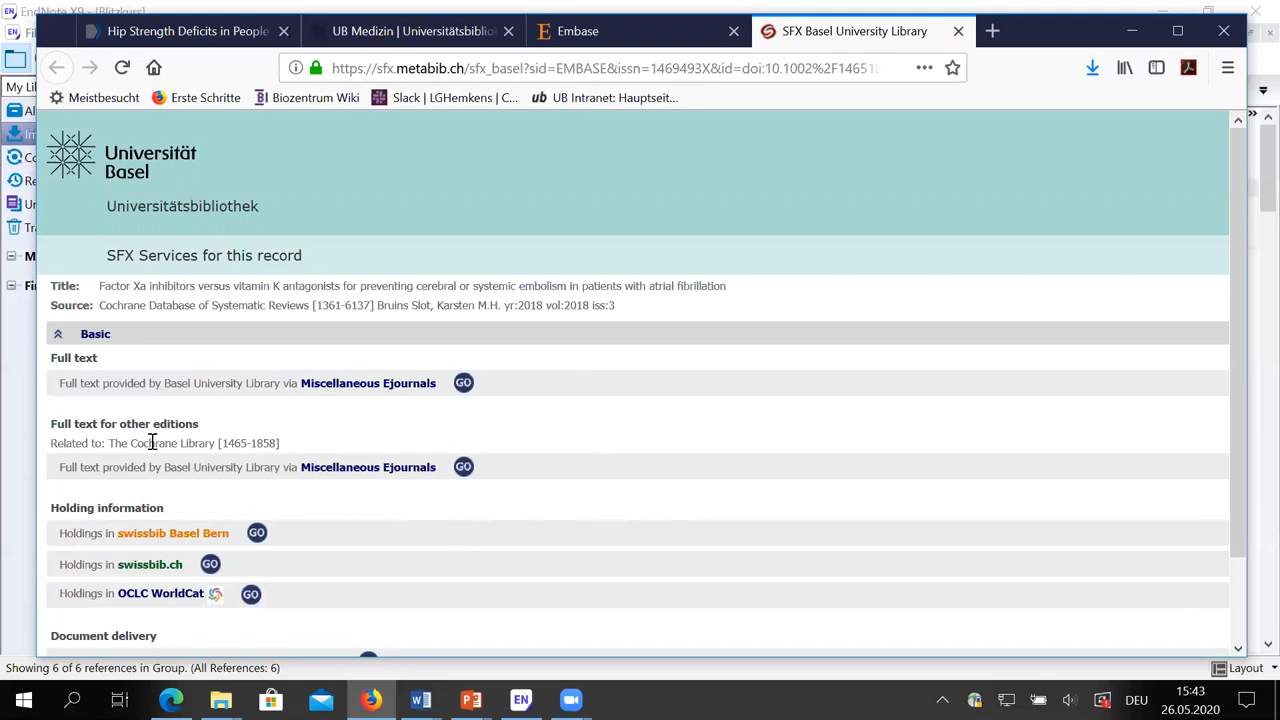 EndNote X9 - [Blitzkurs]
Hip Strength Deficits in People
UB Medizin | Universitätsbiblio
Embase
SFX Basel University Library
https://sfx.metabib.ch/sfx_basel?sid=EMBASE&issn=1469493X&id=doi:10.1002%2F14651
Meistbesucht
Erste Schritte
Biozentrum Wiki
Slack | LGHemkens | C...
UB Intranet: Hauptseit...
My Li
Universität
Basel
Universitätsbibliothek
SFX Services for this record
Title: Factor Xa inhibitors versus vitamin K antagonists for preventing cerebral or systemic embolism in patients with atrial fibrillation
Source: Cochrane Database of Systematic Reviews [1361-6137] Bruins Slot, Karsten M.H. yr:2018 vol:2018 iss:3
Basic
Full text
Full text provided by Basel University Library via Miscellaneous Ejournals GO
Full text for other editions
Related to: The Cochrane Library [1465-1858]
Full text provided by Basel University Library via Miscellaneous Ejournals GO
Holding information
Holdings in swissbib Basel Bern GO
Holdings in swissbib.ch GO
Holdings in OCLC WorldCat GO
Document delivery
Showing 6 of 6 references in Group. (All References: 6)
Layout
DEU
15:43
26.05.2020